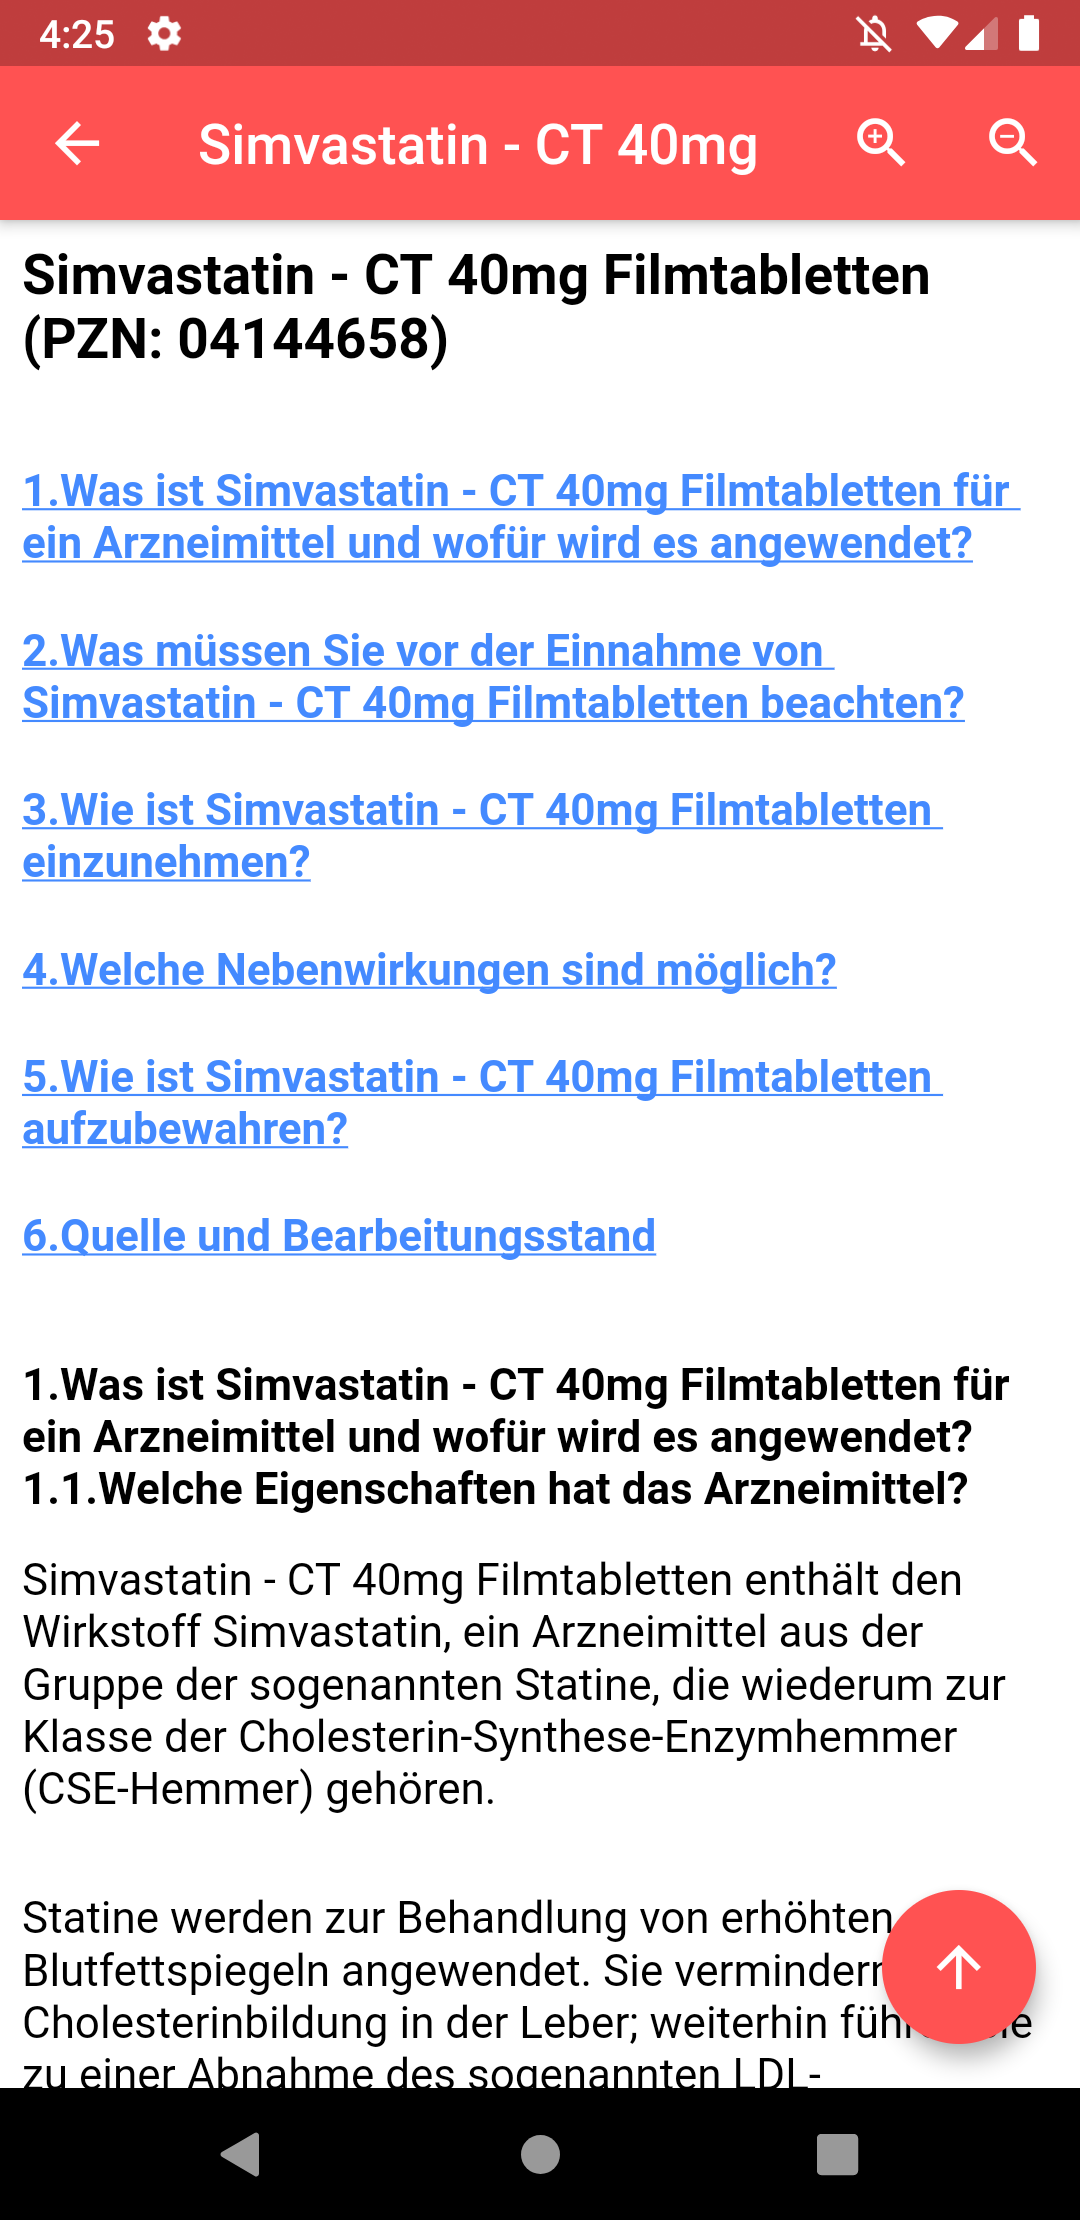 4:25
Simvastatin - CT 40mg
Simvastatin - CT 40mg Filmtabletten
(PZN: 04144658)
1.Was ist Simvastatin - CT 40mg Filmtabletten für
ein Arzneimittel und wofür wird es angewendet?
2.Was müssen Sie vor der Einnahme von
Simvastatin - CT 40mg Filmtabletten beachten?
3.Wie ist Simvastatin - CT 40mg Filmtabletten
einzunehmen?
4.Welche Nebenwirkungen sind möglich?
5.Wie ist Simvastatin - CT 40mg Filmtabletten
aufzubewahren?
6.Quelle und Bearbeitungsstand
1.Was ist Simvastatin - CT 40mg Filmtabletten für
ein Arzneimittel und wofür wird es angewendet?
1.1.Welche Eigenschaften hat das Arzneimittel?
Simvastatin - CT 40mg Filmtabletten enthält den
Wirkstoff Simvastatin, ein Arzneimittel aus der
Gruppe der sogenannten Statine, die wiederum zur
Klasse der Cholesterin-Synthese-Enzymhemmer
(CSE-Hemmer) gehören.
Statine werden zur Behandlung von erhöhten
Blutfettspiegeln angewendet. Sie vermindern
Cholesterinbildung in der Leber; weiterhin
zu einer Abnahme des sogenannten LDL-